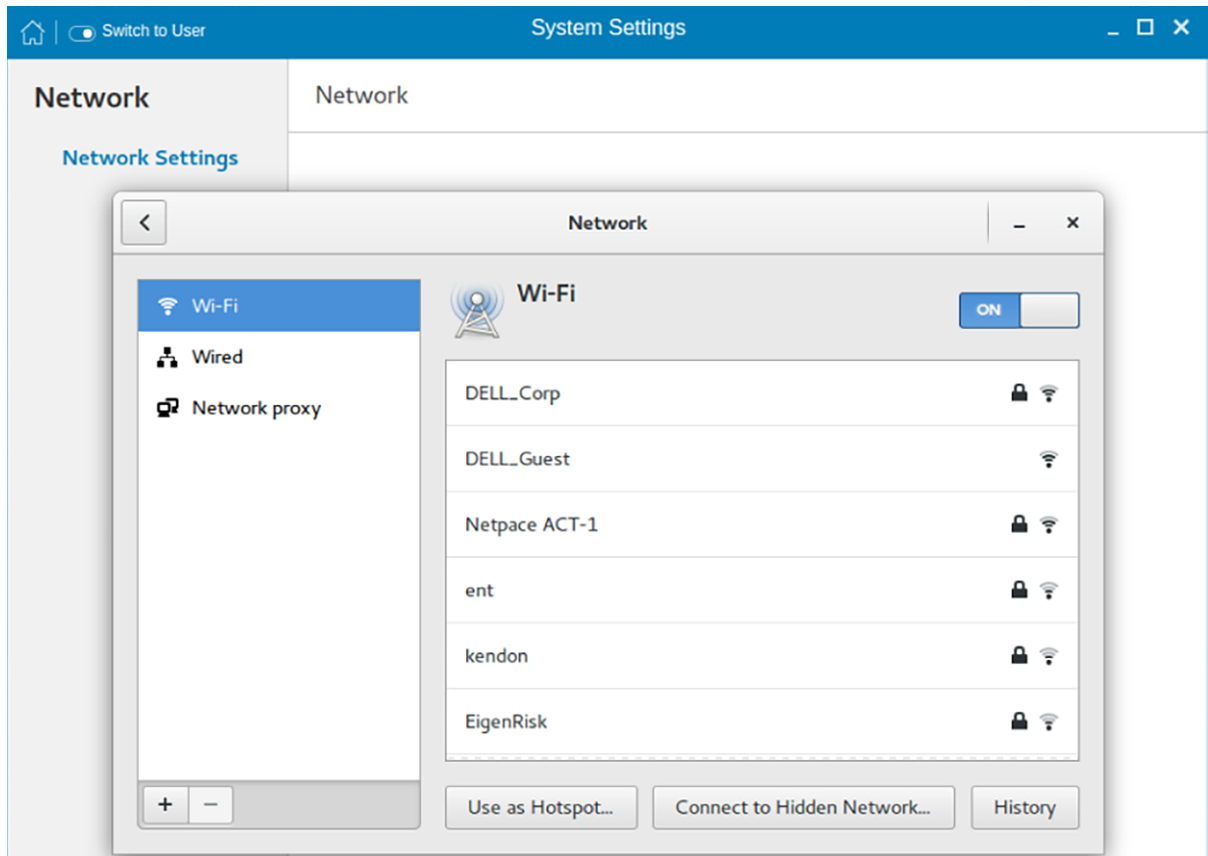 Switch to User
System Settings
Network
Network
Network Settings
Network
Wi-Fi
Wired
Network proxy
Wi-Fi
ON
DELL_Corp
DELL_Guest
Netpace ACT-1
ent
kendon
EigenRisk
Use as Hotspot...
Connect to Hidden Network...
History